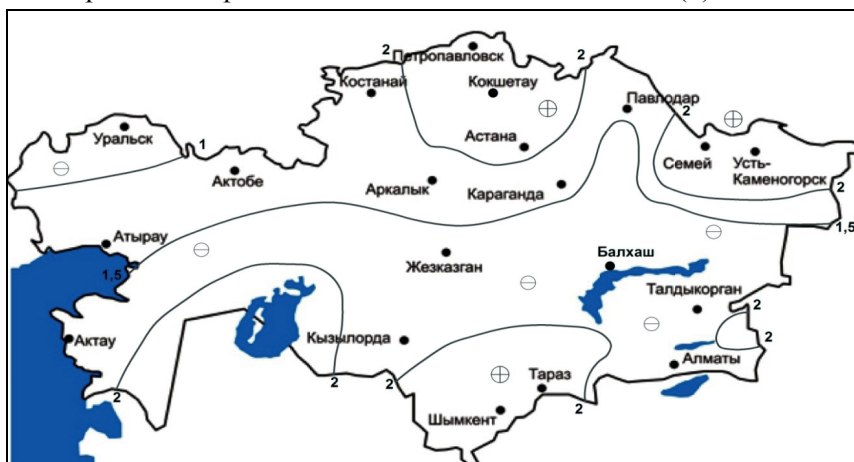 2
Петропавловск
2
Костанай
Кокшетау
Павлодар
2
Уральск
1
Астана
Семей
Усть-
Каменогорск
Актобе
Аркалык
Караганда
2
1,5
Атырау
Жезказган
Балхаш
1,5
Талдыкорган
2
Актау
Кызылорда
2
Алматы
Тараз
2
2
2
2
Шымкент